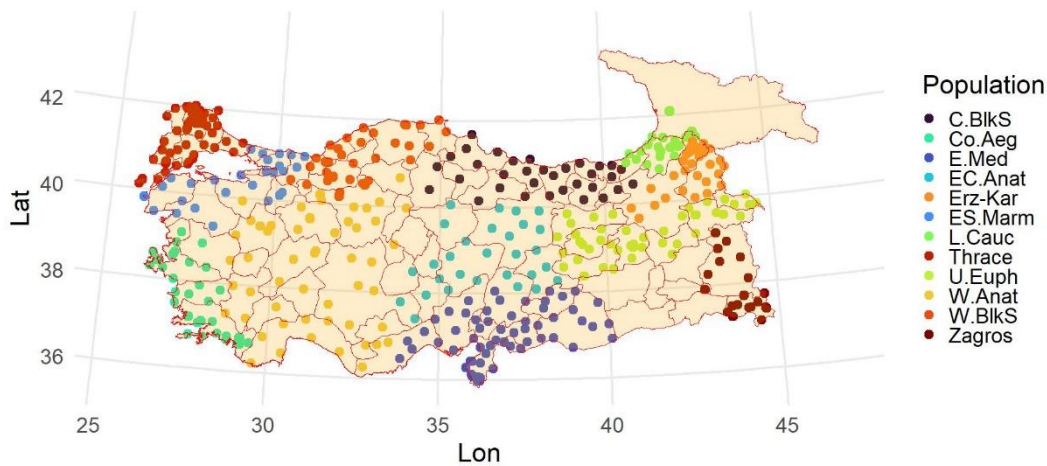 42
40
38
36
Lat
25
30
35
40
45
Lon
Population
C.BlkS
Co.Aeg
E.Med
EC.Anat
Erz-Kar
ES.Marm
L.Cauc
Thrace
U.Euph
W.Anat
W.BlkS
Zagros